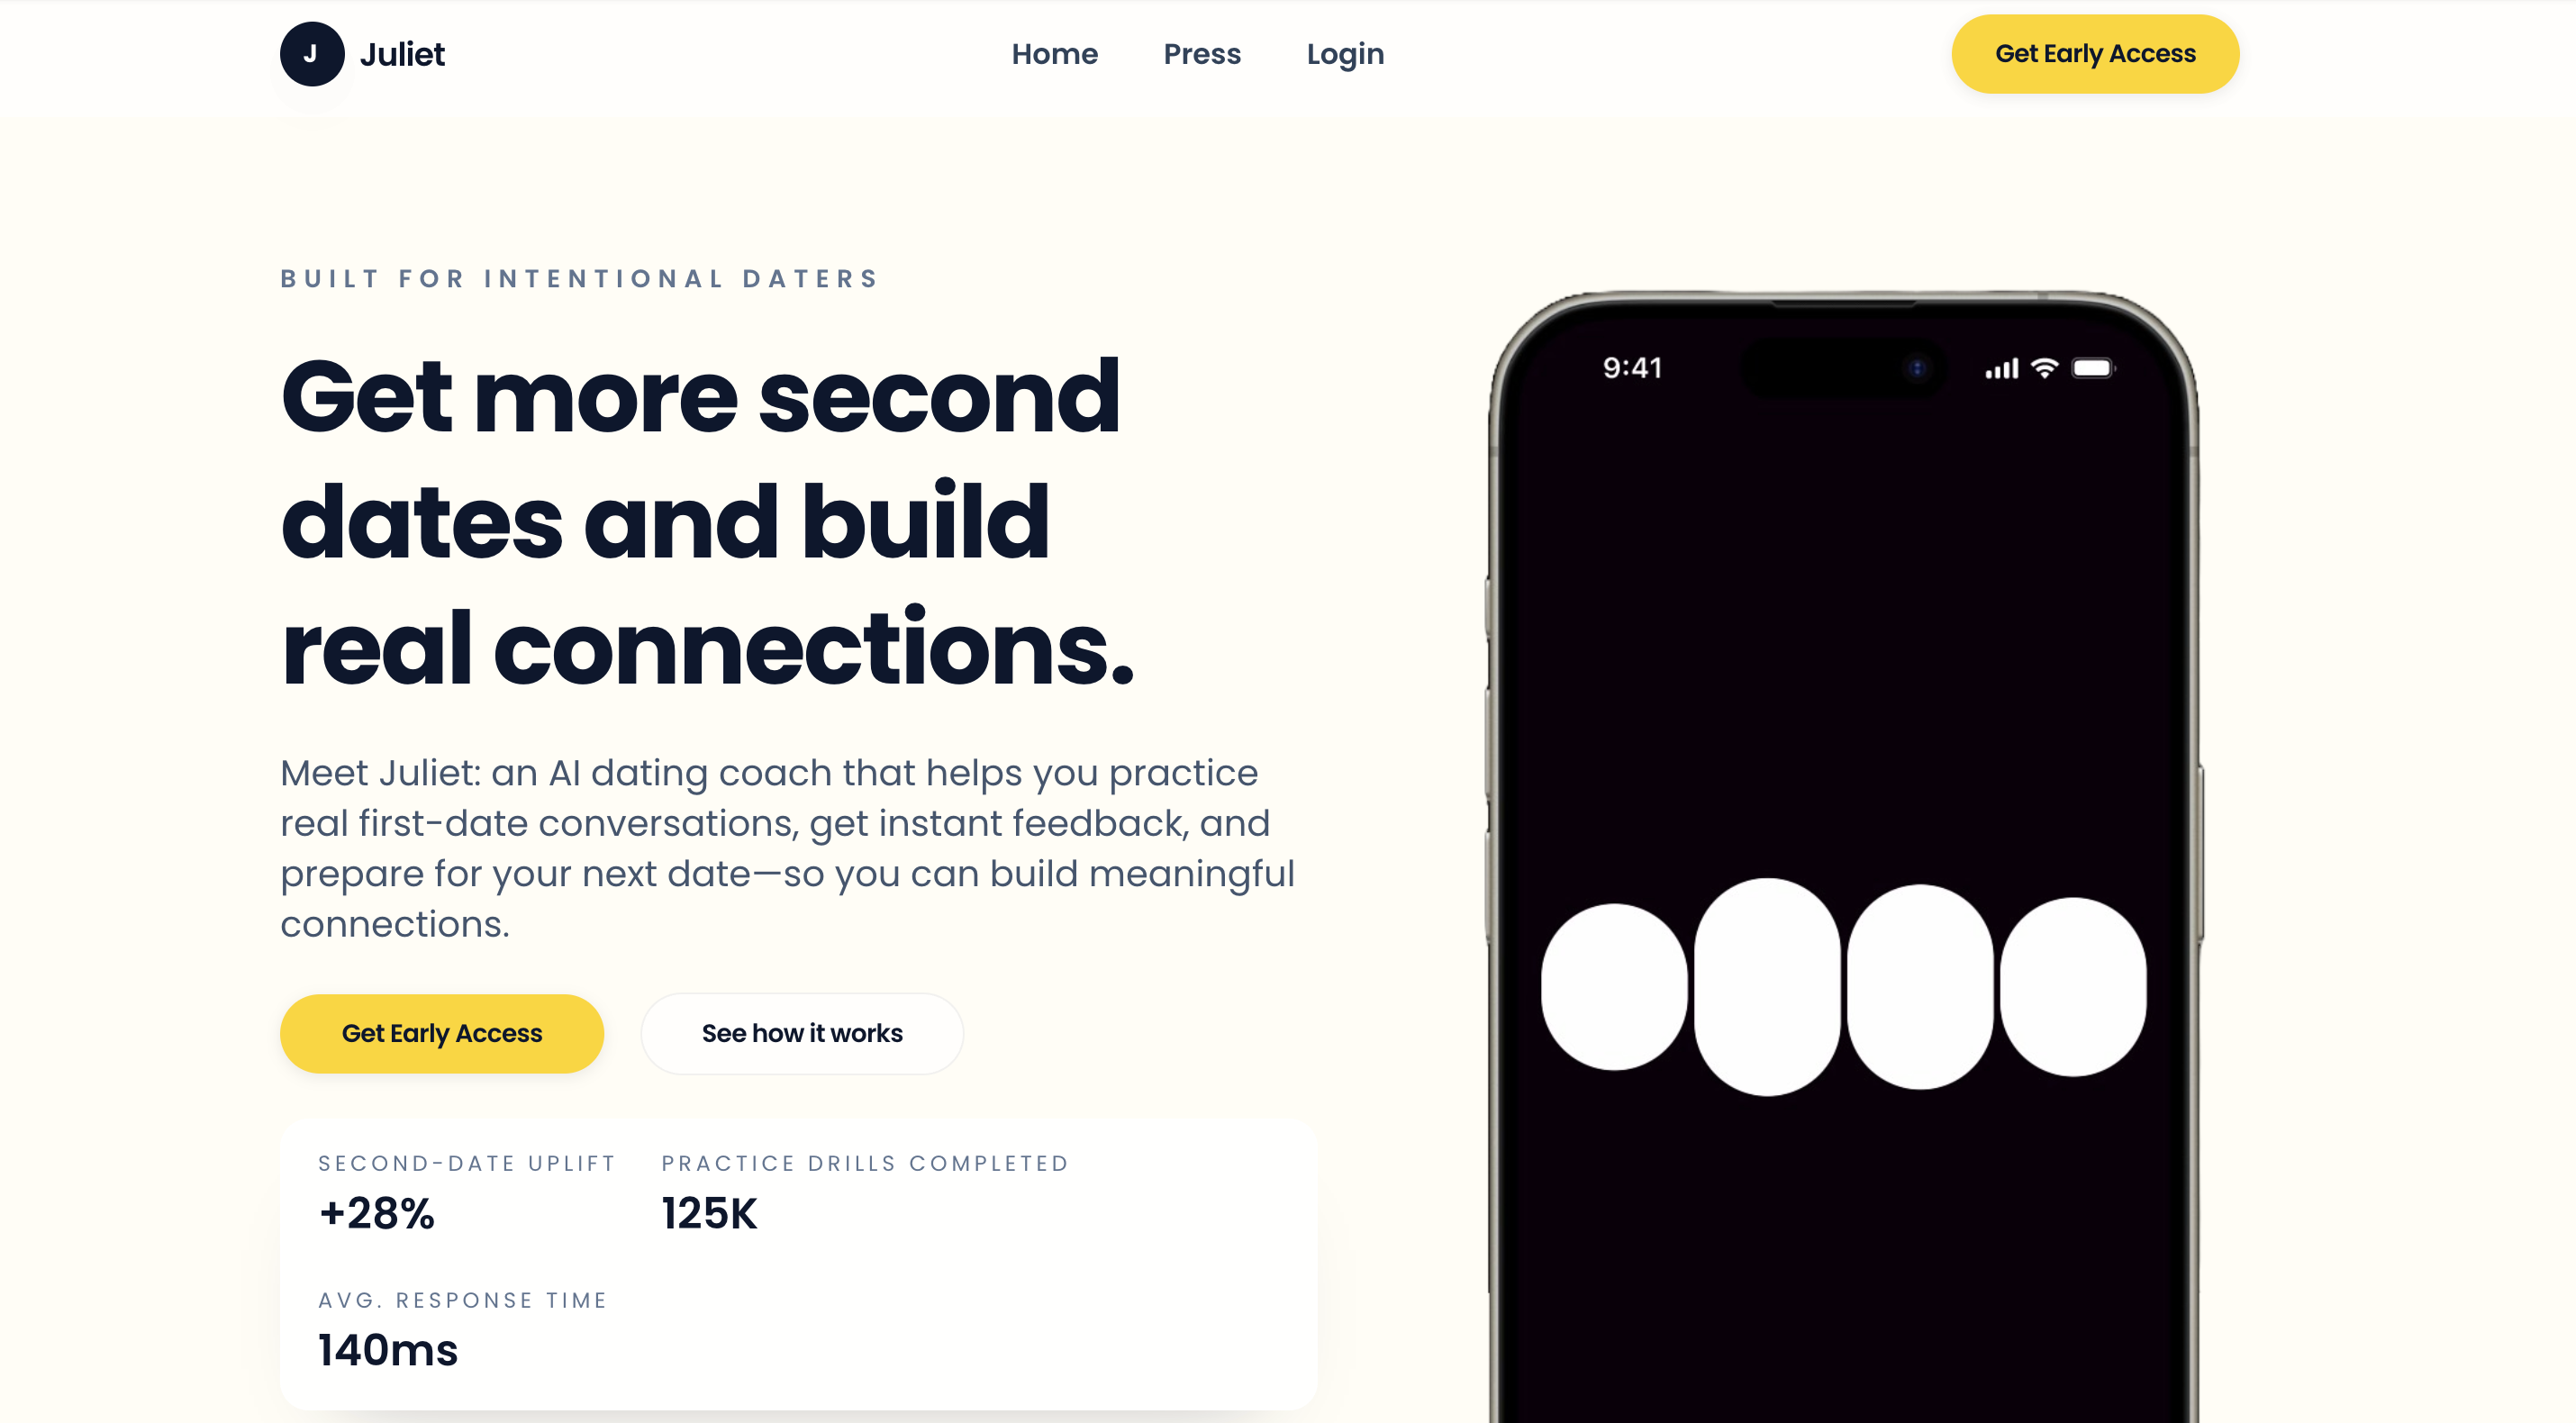 J Juliet
Home Press Login
Get Early Access
BUILT FOR INTENTIONAL DATERS
Get more second
dates and build
real connections.
Meet Juliet: an AI dating coach that helps you practice
real first-date conversations, get instant feedback, and
prepare for your next date—so you can build meaningful
connections.
Get Early Access
See how it works
SECOND-DATE UPLIFT
+28%
PRACTICE DRILLS COMPLETED
125K
AVG. RESPONSE TIME
140ms
9:41